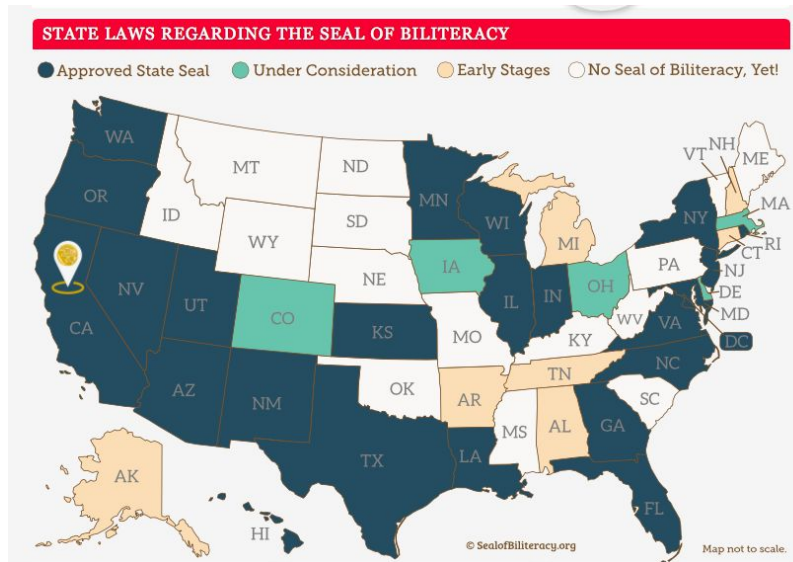 STATE LAWS REGARDING THE SEAL OF BILITERACY
Approved State Seal Under Consideration Early Stages No Seal of Biliteracy, Yet!
WA
MT
ND
MN
VT
NH
ME
OR
ID
SD
WI
MI
NY
MA
WY
IA
CT
RI
NV
UT
NE
IL
IN
OH
PA
NJ
DE
MD
CA
CO
KS
MO
KY
WV
VA
DC
AZ
NM
OK
AR
TN
NC
SC
TX
LA
MS
AL
GA
AK
HI
FL
© SealofBiliteracy.org
Map not to scale.